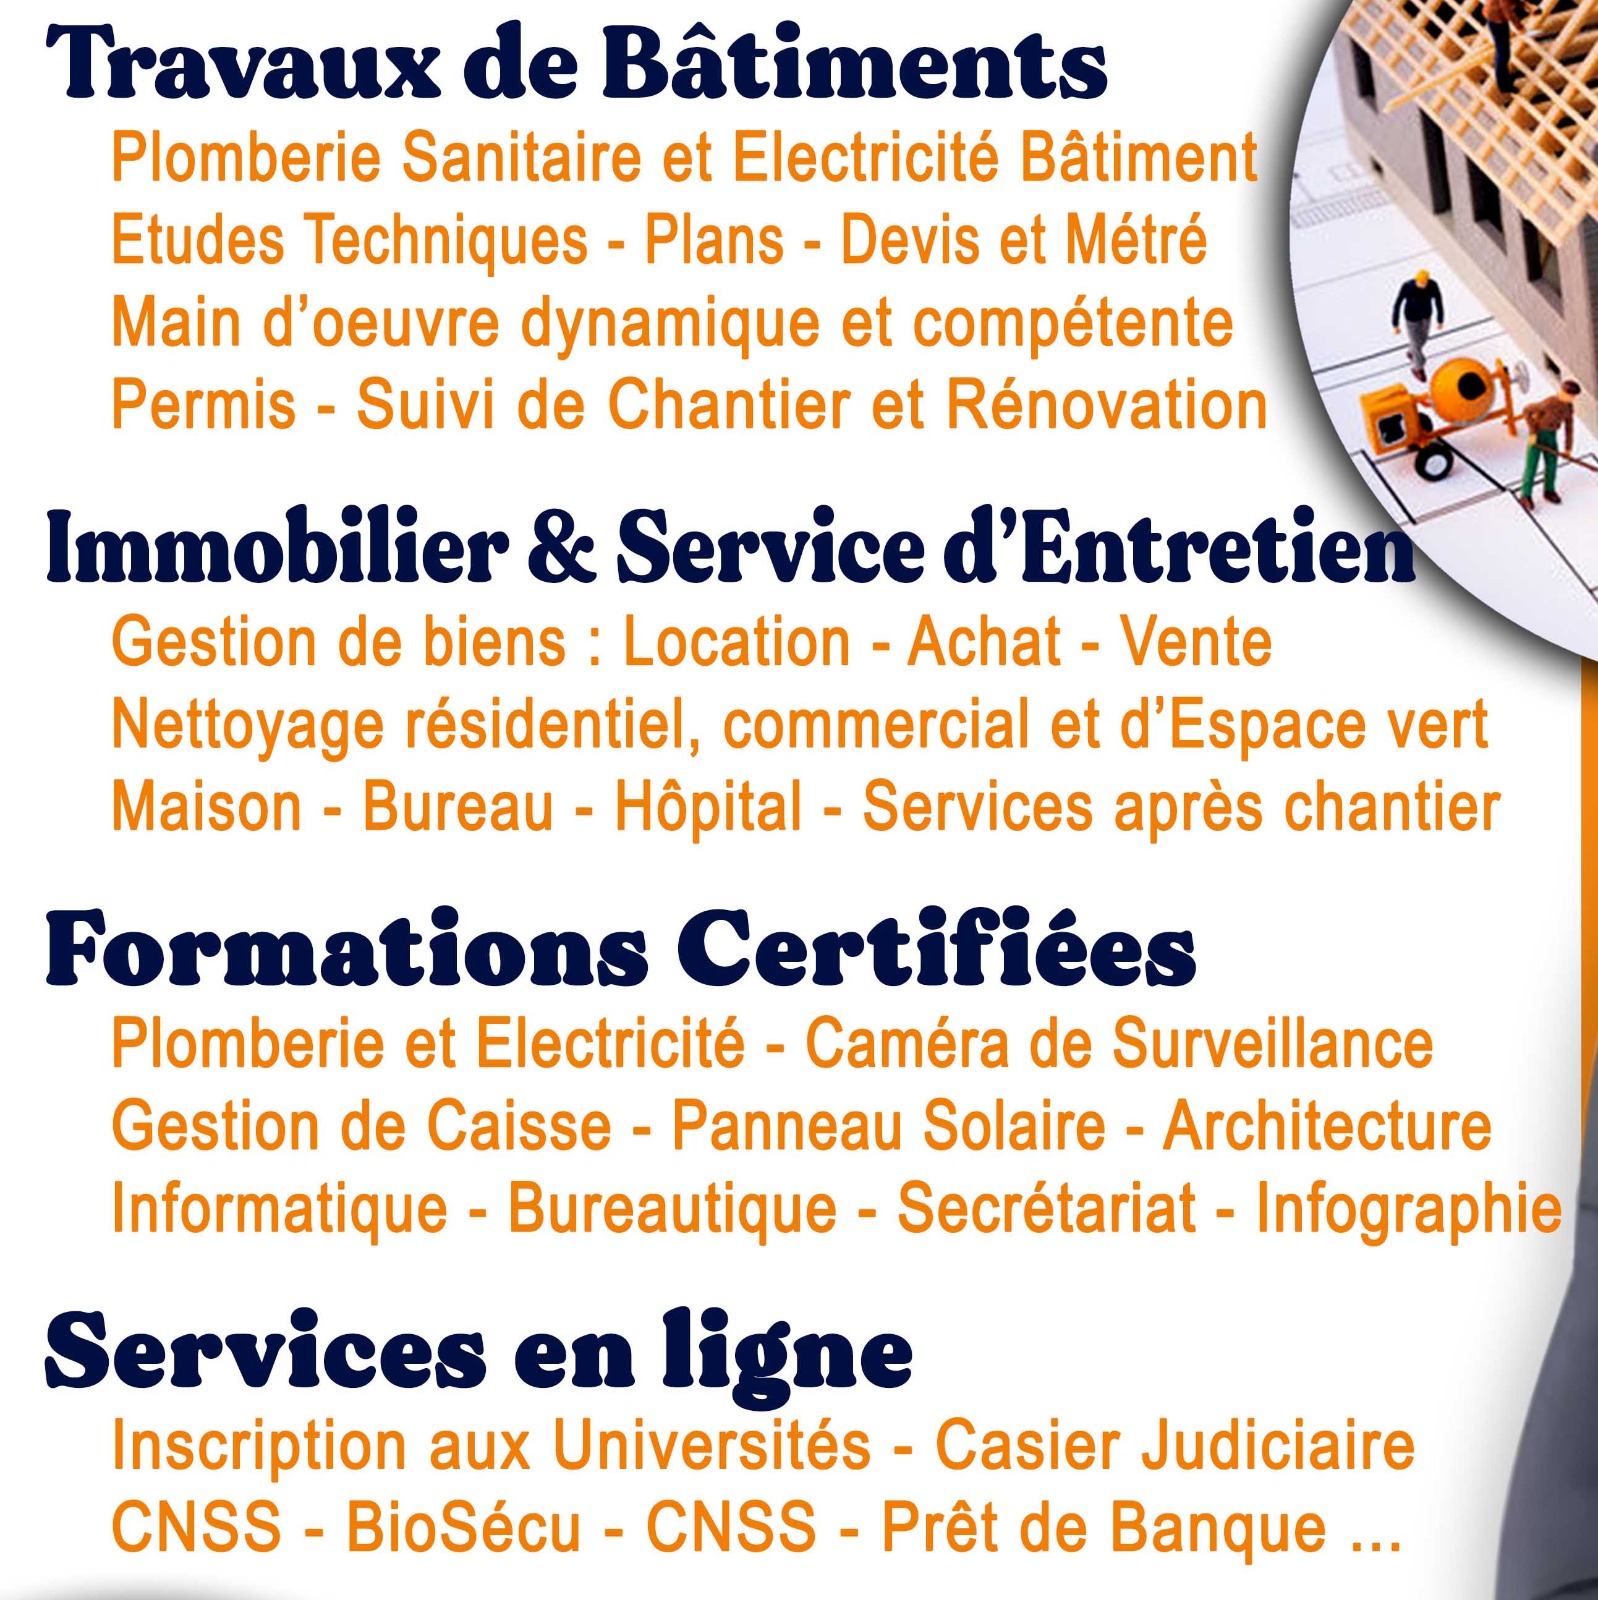 Travaux de Bâtiments
Plomberie Sanitaire et Electricité Bâtiment
Etudes Techniques - Plans - Devis et Métré
Main d’oeuvre dynamique et compétente
Permis - Suivi de Chantier et Rénovation
Immobilier & Service d’Entretien
Gestion de biens : Location - Achat - Vente
Nettoyage résidentiel, commercial et d’Espace vert
Maison - Bureau - Hôpital - Services après chantier
Formations Certifiées
Plomberie et Electricité - Caméra de Surveillance
Gestion de Caisse - Panneau Solaire - Architecture
Informatique - Bureautique - Secrétariat - Infographie
Services en ligne
Inscription aux Universités - Casier Judiciaire
CNSS - BioSécu - CNSS - Prêt de Banque ...